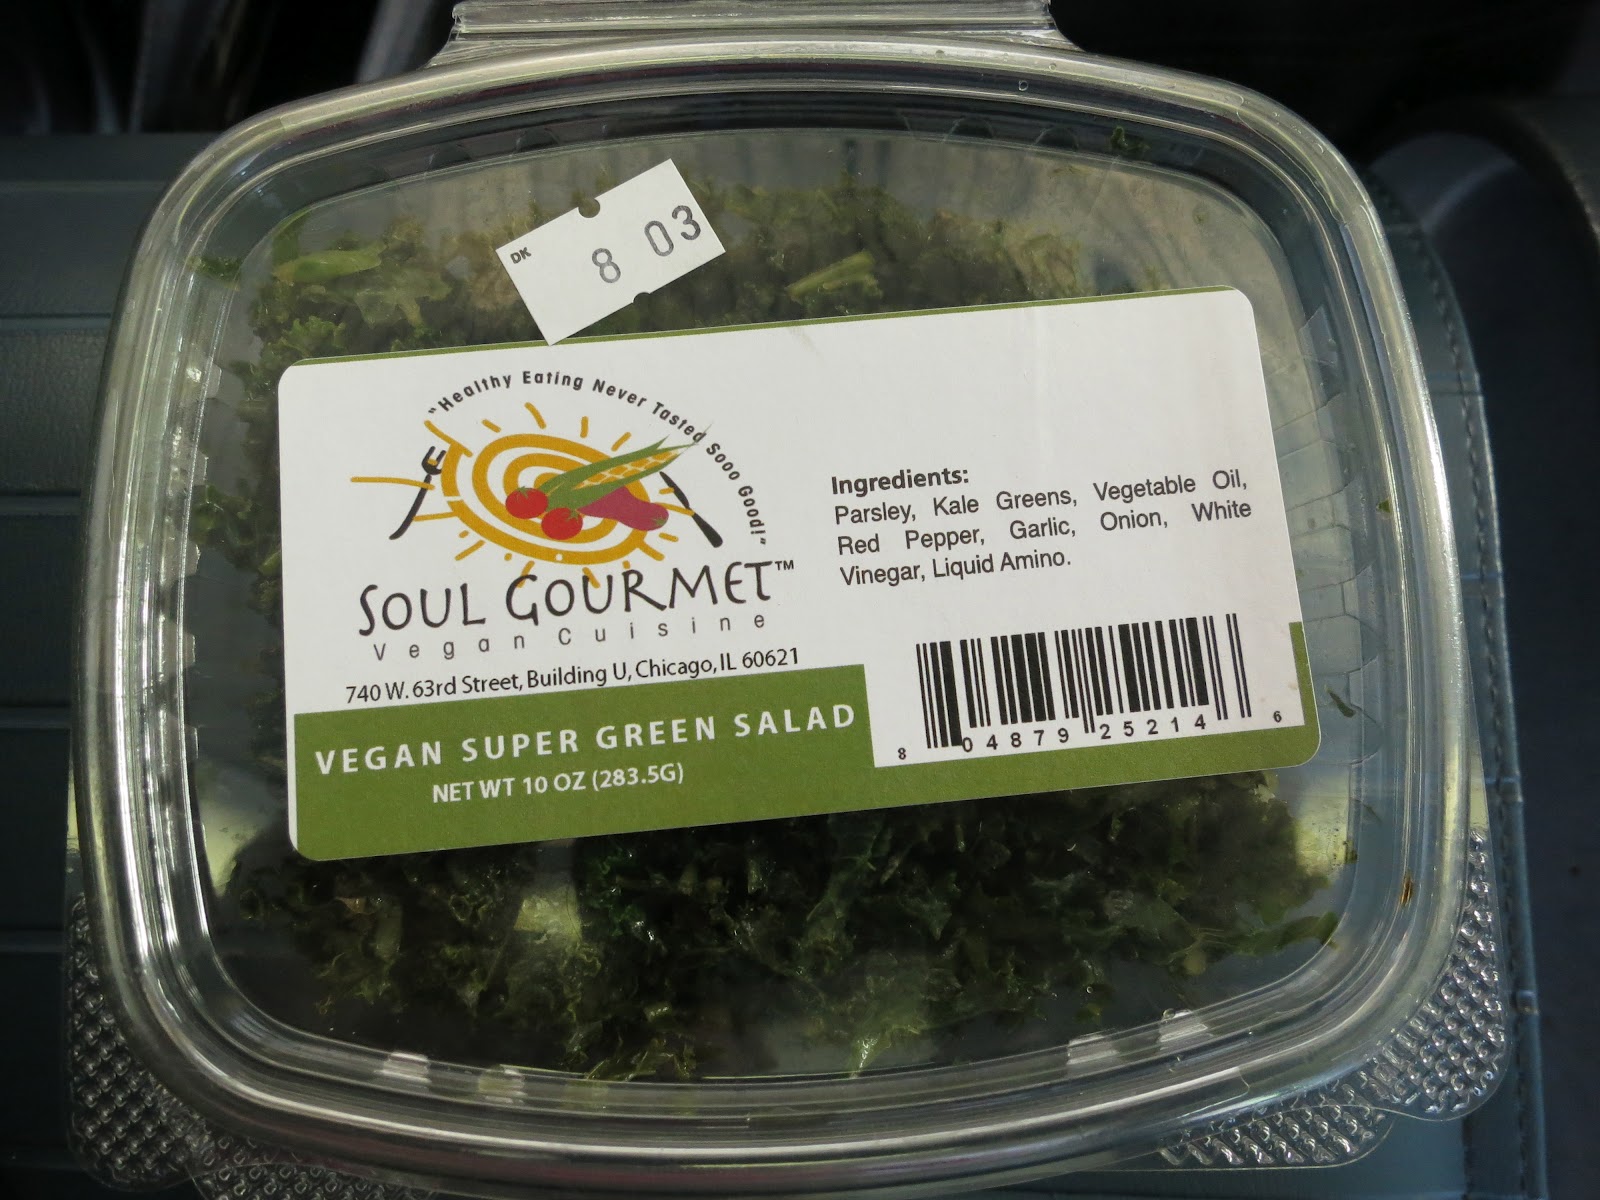 DK
8 03
"Healthy Eating Never Tasted Sooo Good!"
SOUL GOURMET™
Vegan Cuisine
740 W. 63rd Street, Building U, Chicago, IL 60621
VEGAN SUPER GREEN SALAD
NET WT 10 OZ (283.5G)
Ingredients:
Parsley, Kale Greens, Vegetable Oil,
Red Pepper, Garlic, Onion, White
Vinegar, Liquid Amino.
8 04879 25214 6